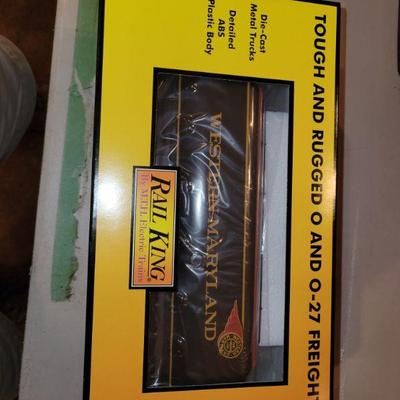 TOUGH AND RUGGED O AND O-27 FREIGHT
Die-Cast
Metal Trucks
Detailed
ABS
Plastic Body
WESTERN MARYLAND
RAIL KING®
By M.T.H. Electric Trains